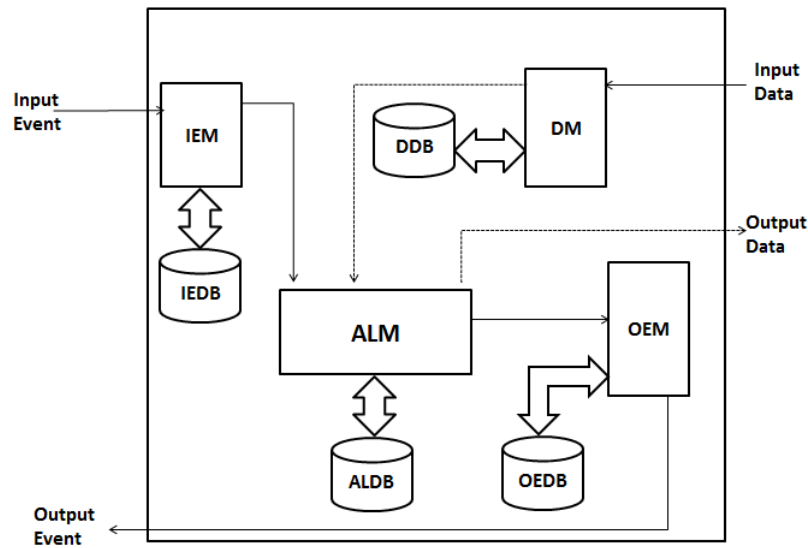 Input
Event
IEM
IEDB
DDB
DM
Input
Data
Output
Data
ALM
OEM
ALDB
OEDB
Output
Event